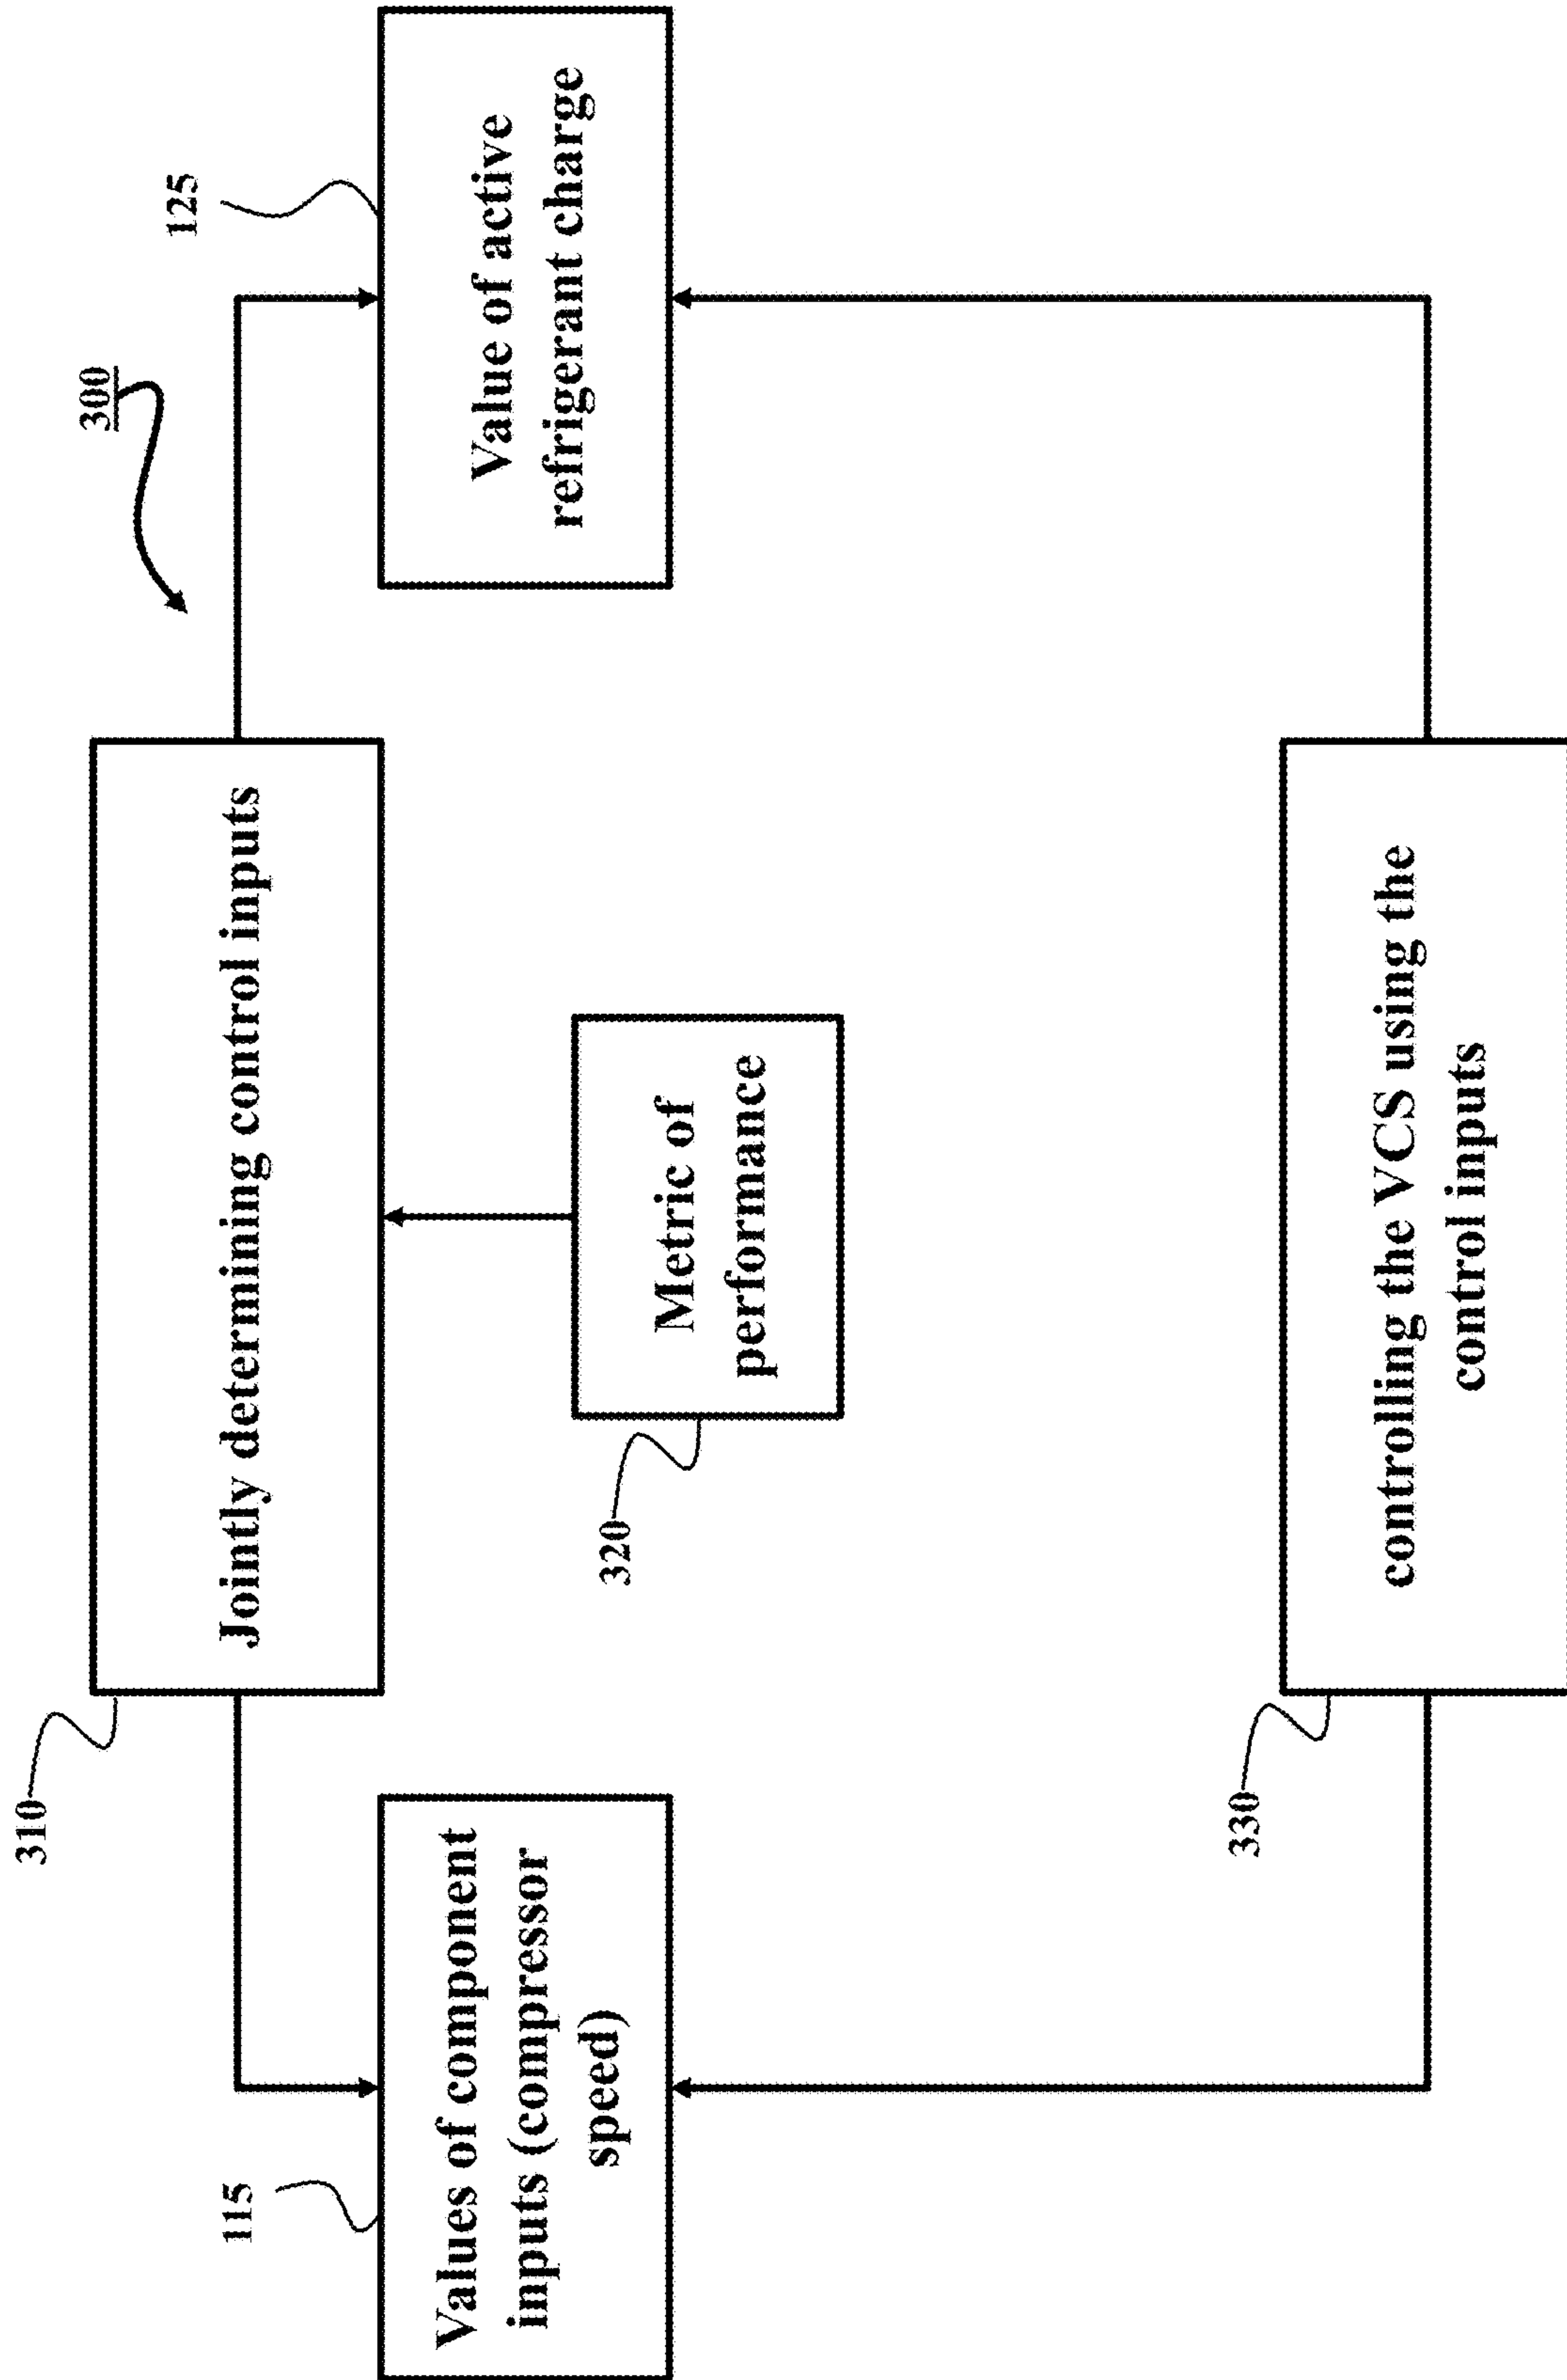 300
310
Jointly determining control inputs
115
Values of component
inputs (compressor
speed)
125
Value of active
refrigerant charge
320
Metric of
performance
330
controlling the VCS using the
control inputs